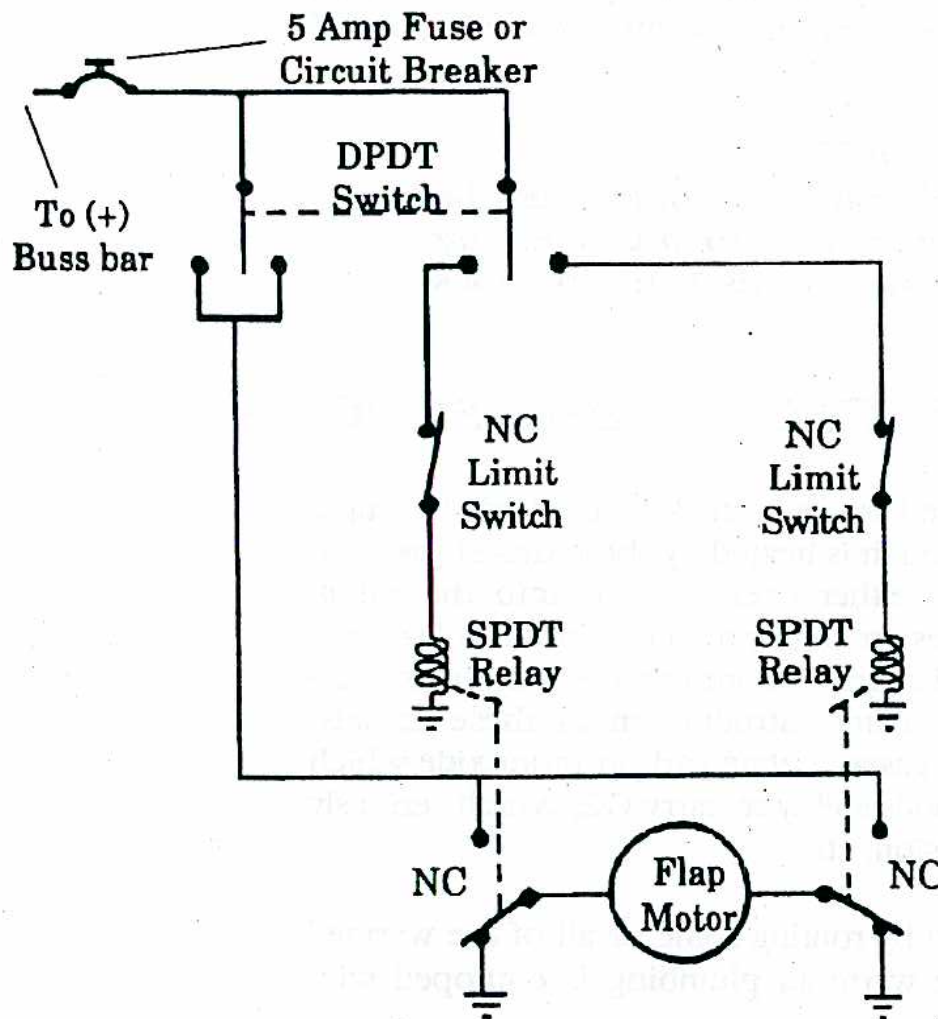 5 Amp Fuse or
Circuit Breaker
DPDT
Switch
To (+)
Buss bar
NC
Limit
Switch
NC
Limit
Switch
SPDT
Relay
SPDT
Relay
NC
Flap
Motor
NC